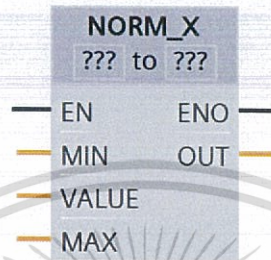 NORM_X
??? to ???
EN ENO
MIN OUT
VALUE
MAX